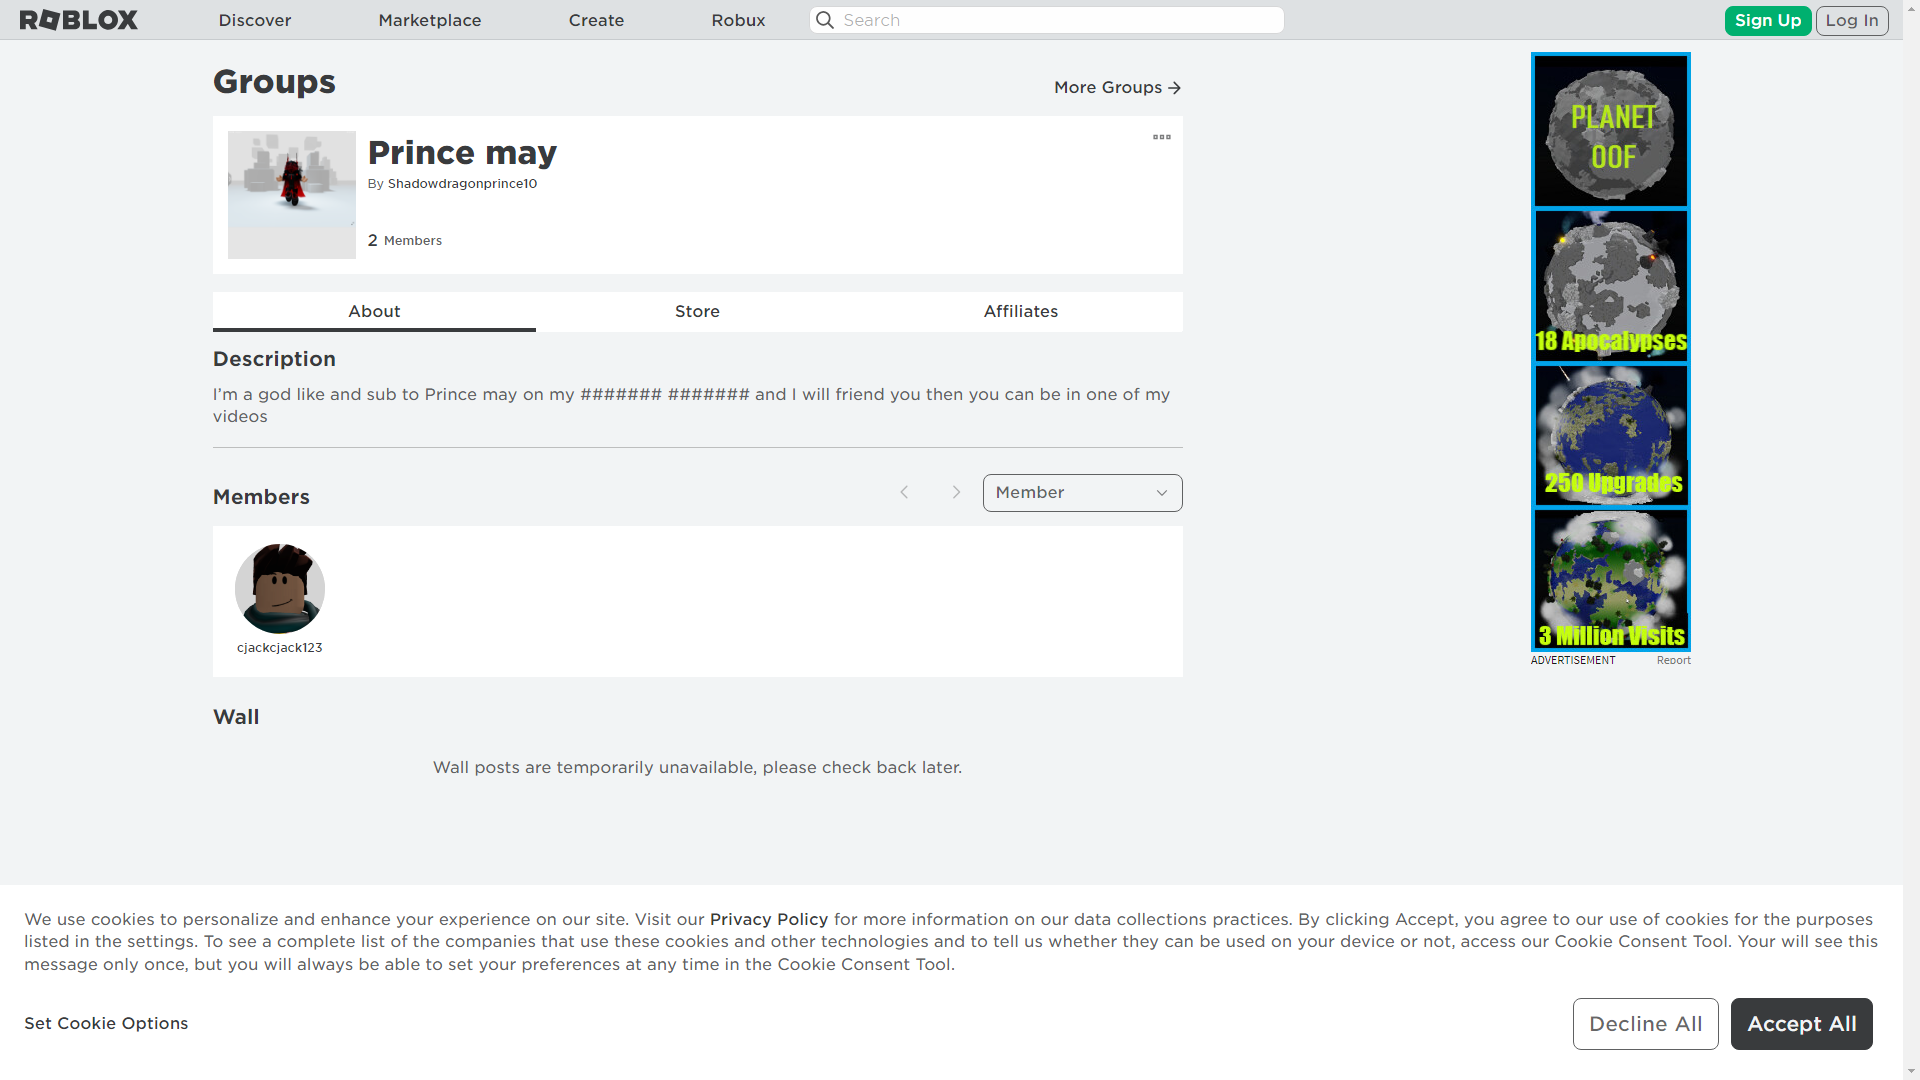 ROBLOX Discover Marketplace Create Robux Search Sign Up Log In
Groups
More Groups
Prince may
By Shadowdragonprince10
2 Members
About Store Affiliates
Description
I’m a god like and sub to Prince may on my ####### ####### and I will friend you then you can be in one of my
videos
Members
Member
cjackcjack123
Wall
Wall posts are temporarily unavailable, please check back later.
PLANET
OOF
18 Apocalypses
250 Upgrades
3 Million Visits
ADVERTISEMENT Report
We use cookies to personalize and enhance your experience on our site. Visit our Privacy Policy for more information on our data collections practices. By clicking Accept, you agree to our use of cookies for the purposes
listed in the settings. To see a complete list of the companies that use these cookies and other technologies and to tell us whether they can be used on your device or not, access our Cookie Consent Tool. Your will see this
message only once, but you will always be able to set your preferences at any time in the Cookie Consent Tool.
Set Cookie Options
Decline All
Accept All